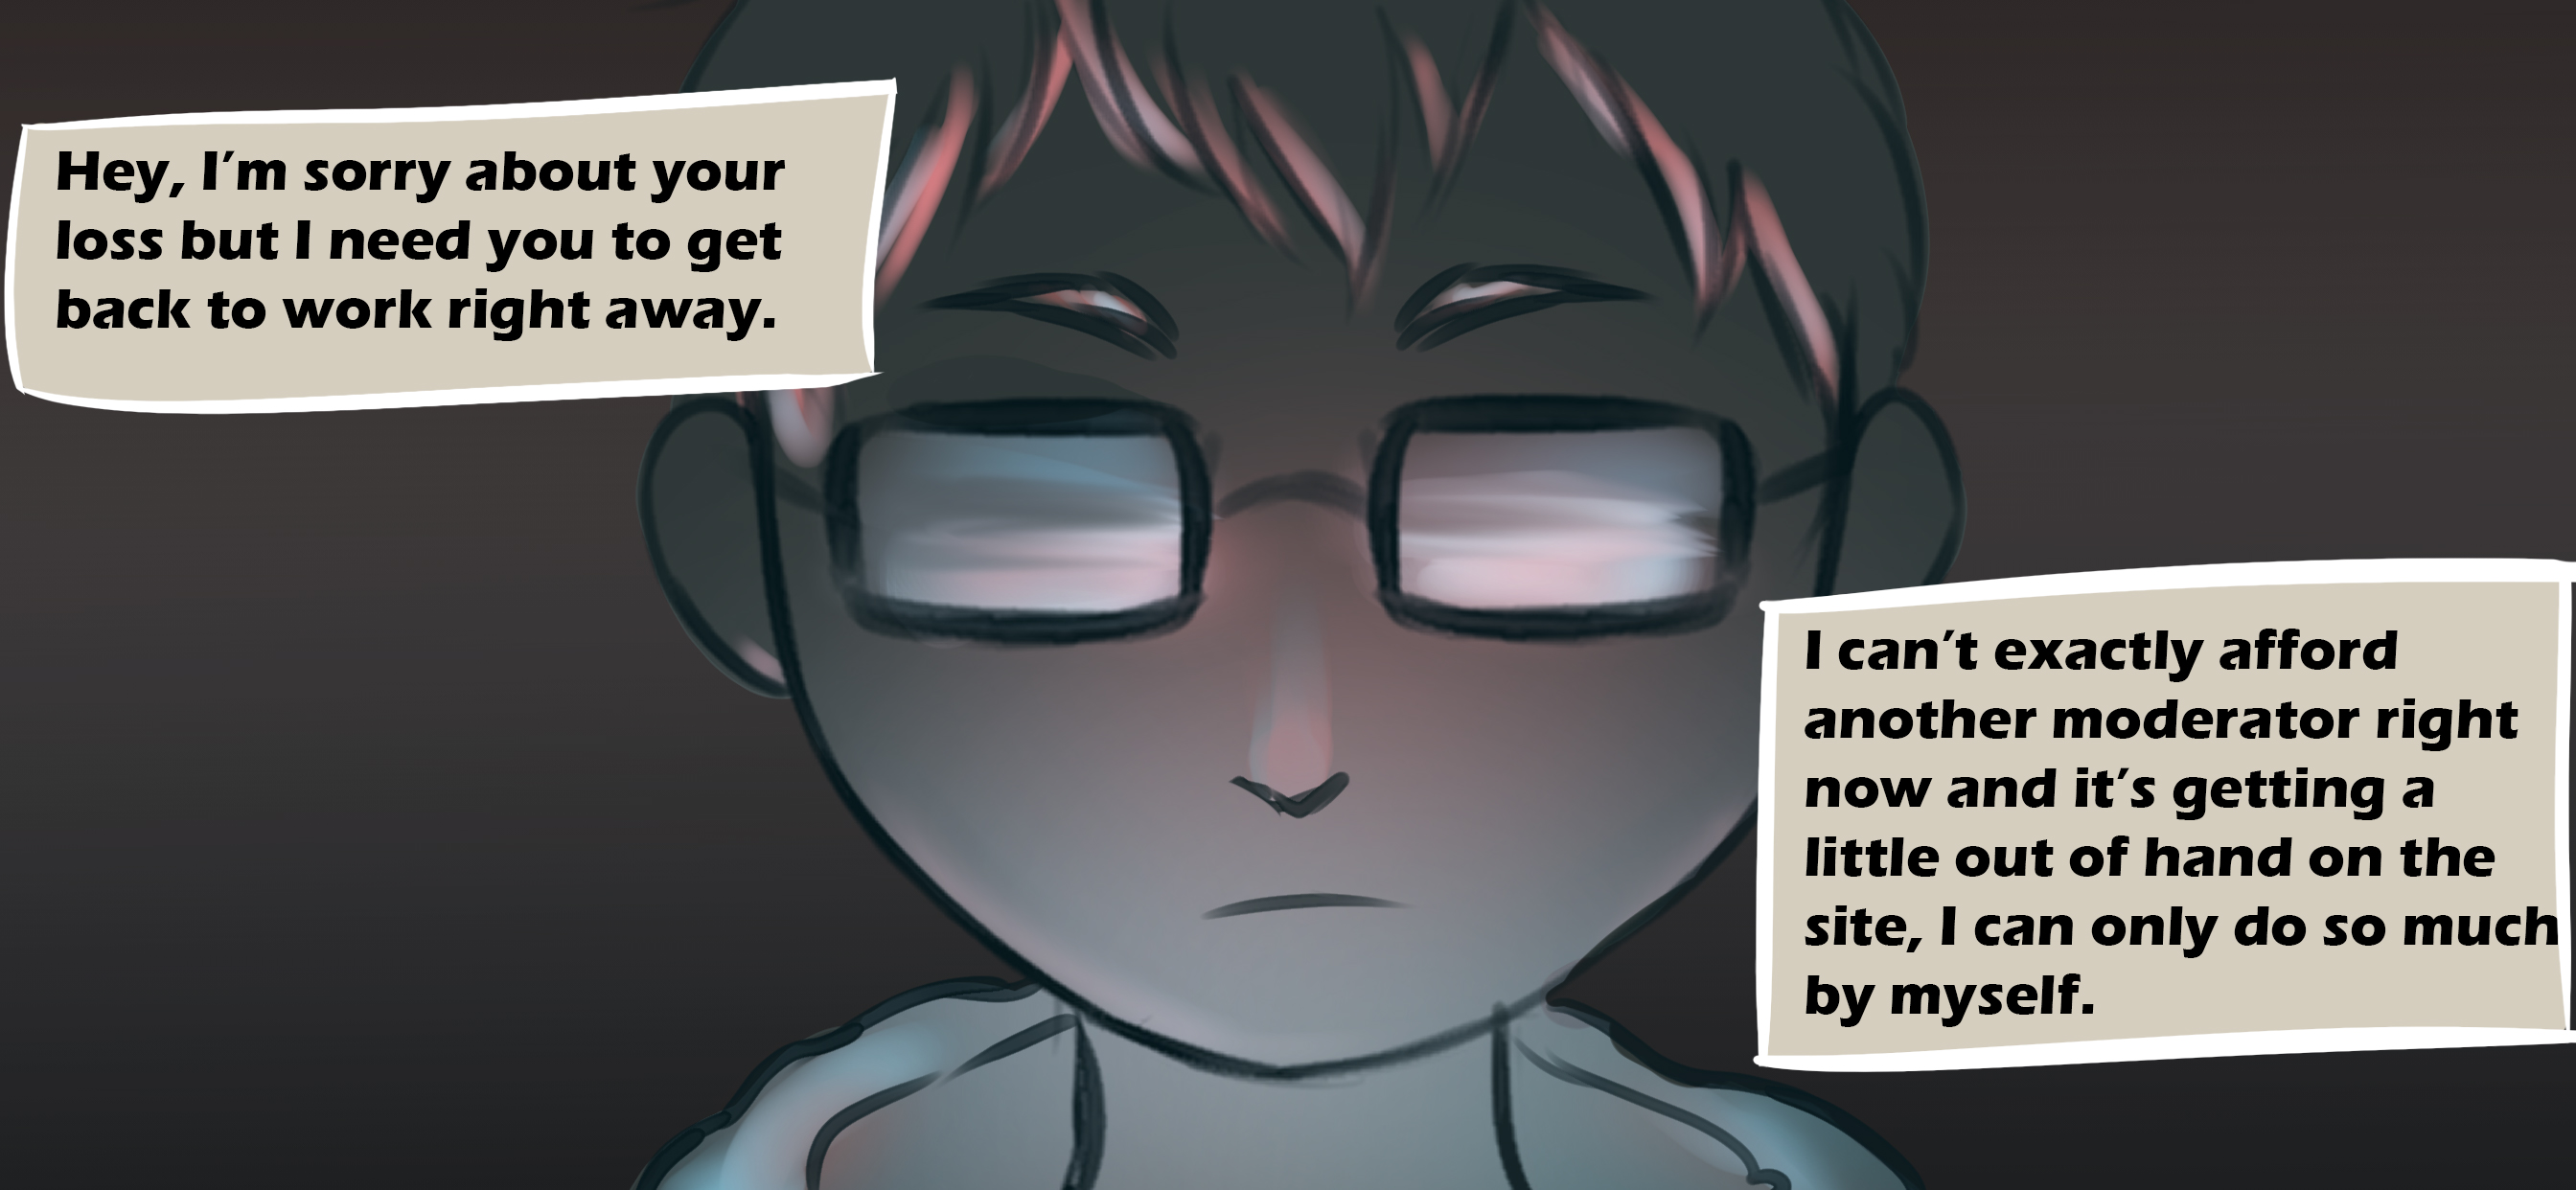 Hey, I'm sorry about your
loss but I need you to get
back to work right away.
I can't exactly afford
another moderator right
now and it's getting a
little out of hand on the
site, I can only do so much
by myself.